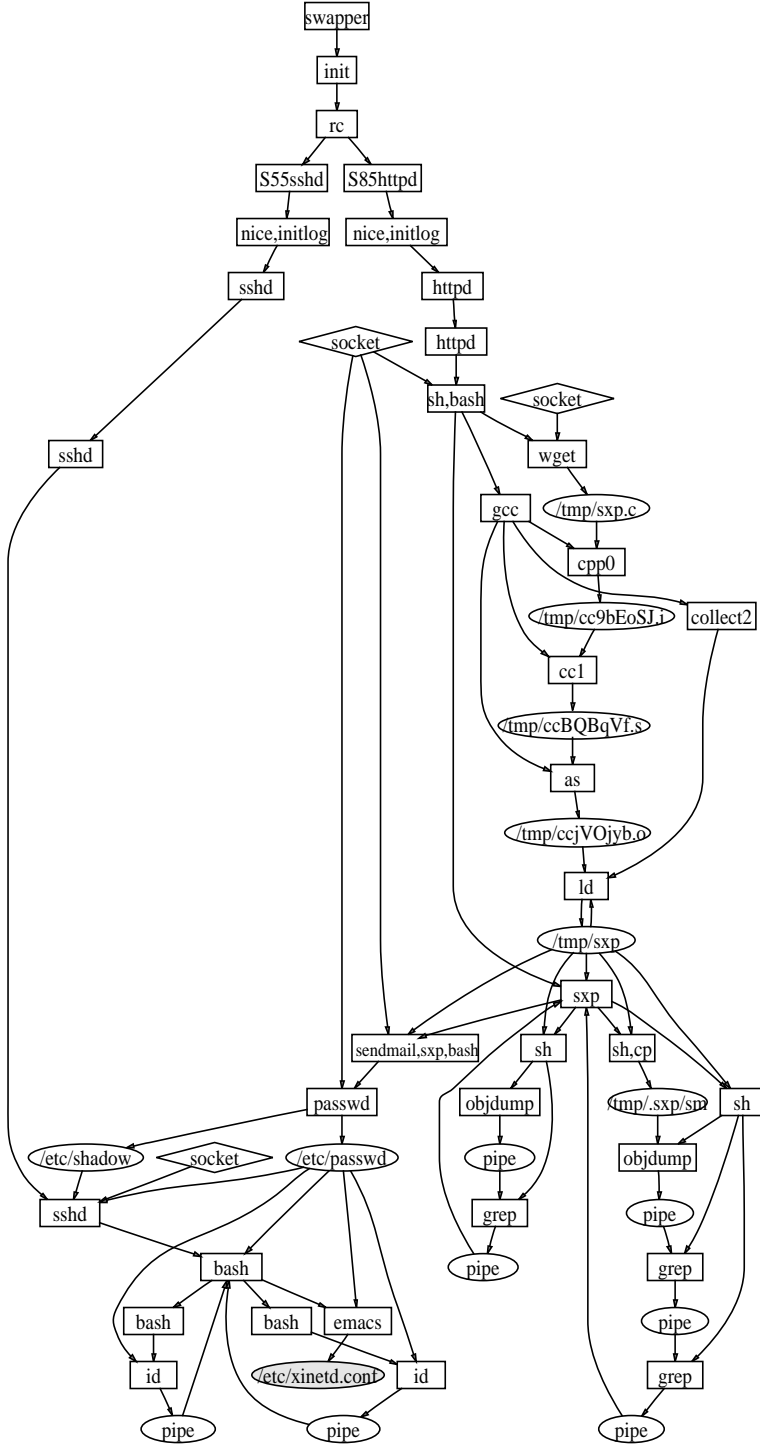 swapper
init
rc
S55sshd
S85httpd
nice,initlog
nice,initlog
sshd
httpd
socket
httpd
sh,bash
socket
sshd
wget
gcc
/tmp/sxp.c
cpp0
/tmp/cc9bEoSJ.i
collect2
cc1
/tmp/ccBQBqVf.s
as
/tmp/ccjVOjyb.o
ld
/tmp/sxp
sxp
sendmail,sxp,bash
sh
sh,cp
passwd
objdump
/tmp/.sxp/sm
sh
/etc/shadow
socket
/etc/passwd
pipe
objdump
sshd
grep
pipe
bash
pipe
grep
bash
bash
emacs
pipe
id
/etc/xinetd.conf
id
grep
pipe
pipe
pipe